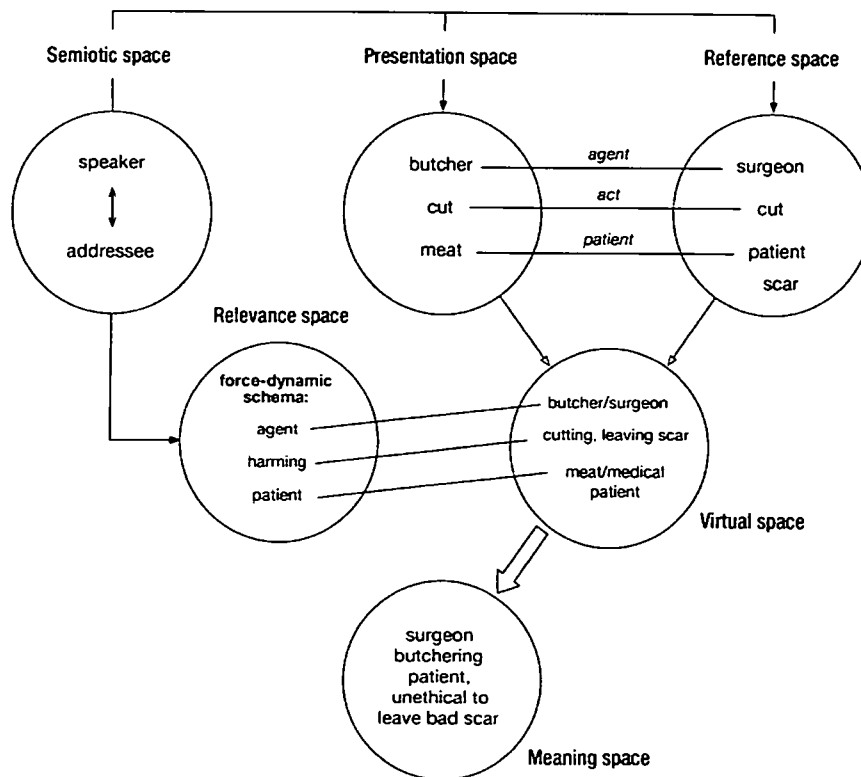 Semiotic space
Presentation space
Reference space
speaker
addressee
butcher
agent
surgeon
cut
act
cut
meat
patient
patient
scar
Relevance space
force-dynamic
schema:
agent
harming
patient
butcher/surgeon
cutting, leaving scar
meat/medical
patient
Virtual space
surgeon
butchering
patient,
unethical to
leave bad scar
Meaning space